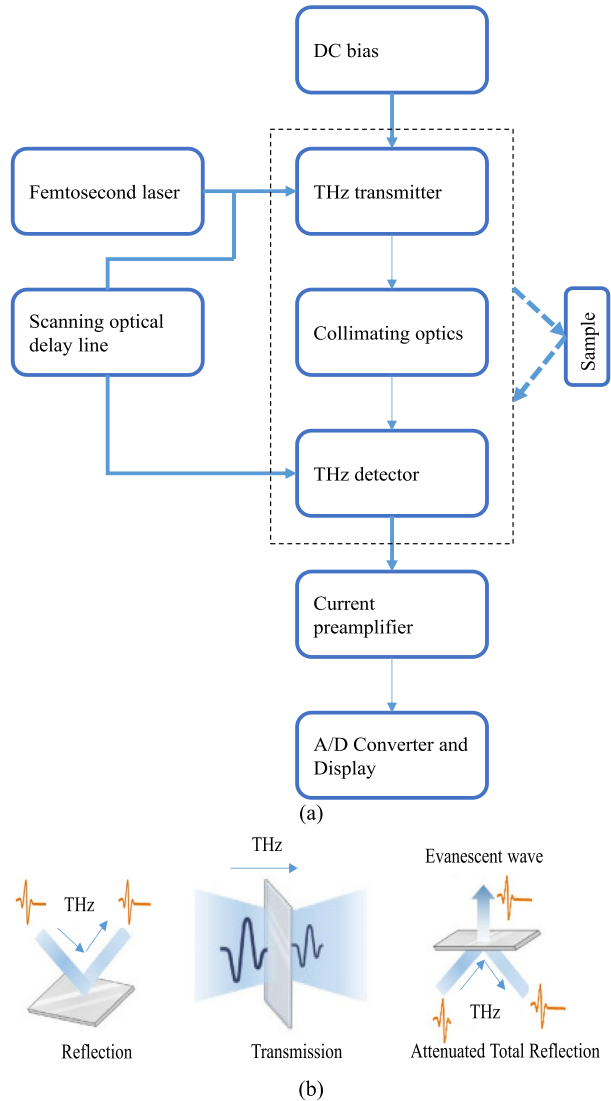 DC bias
Femtosecond laser
THz transmitter
Scanning optical
delay line
Collimating optics
Sample
THz detector
Current
preamplifier
A/D Converter and
Display
(a)
THz
Evanescent wave
THz
THz
Reflection
Transmission
Attenuated Total Reflection
(b)